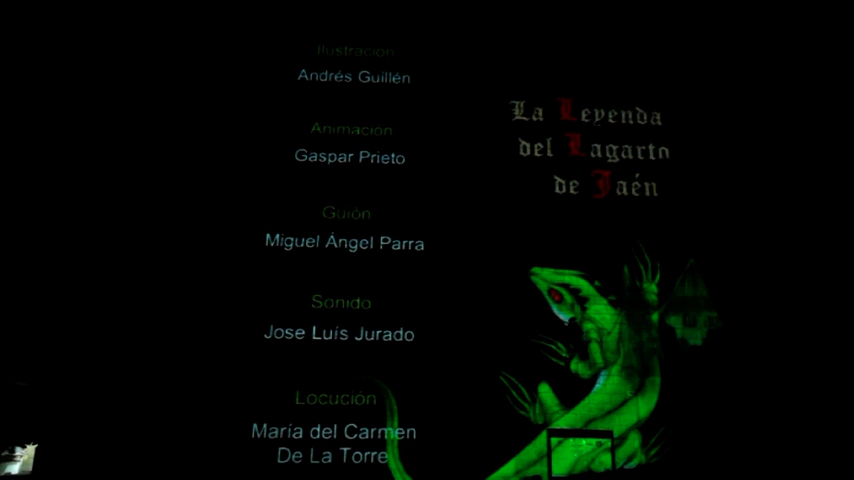 Ilustración
Andrés Guillén
Animación
Gaspar Prieto
Guión
Miguel Ángel Parra
Sonido
Jose Luis Jurado
Locución
María del Carmen
De La Torre
La Leyenda
del Lagarto
de Jaén